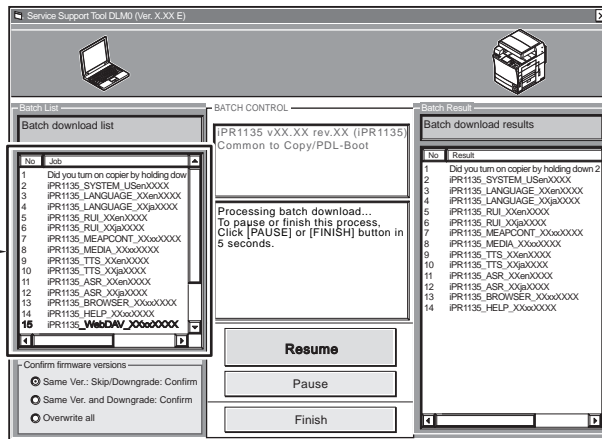 Service Support Tool DLM0 (Ver. X.XX E)
Batch List
Batch download list
No Job
1 Did you turn on copier by holding dow
2 iPR1135_SYSTEM_USenXXXX
3 iPR1135_LANGUAGE_XXenXXXX
4 iPR1135_LANGUAGE_XXjaXXXX
5 iPR1135_RUI_XXenXXXX
6 iPR1135_RUI_XXjaXXXX
7 iPR1135_MEAPCONT_XXxxXXXX
8 iPR1135_MEDIA_XXxxXXXX
9 iPR1135_TTS_XXenXXXX
10 iPR1135_TTS_XXjaXXXX
11 iPR1135_ASR_XXenXXXX
12 iPR1135_ASR_XXjaXXXX
13 iPR1135_BROWSER_XXxxXXXX
14 iPR1135_HELP_XXxxXXXX
15 iPR1135_WebDAV_XXxxXXXX
Confirm firmware versions
Same Ver.: Skip/Downgrade: Confirm
Same Ver. and Downgrade: Confirm
Overwrite all
BATCH CONTROL
iPR1135 vXX.XX rev.XX (iPR1135)
Common to Copy/PDL-Boot
Processing batch download...
To pause or finish this process,
Click [PAUSE] or [FINISH] button in
5 seconds.
Resume
Pause
Finish
Batch Result
Batch download results
No Result
1 Did you turn on copier by holding down 2
2 iPR1135_SYSTEM_USenXXXX
3 iPR1135_LANGUAGE_XXenXXXX
4 iPR1135_LANGUAGE_XXjaXXXX
5 iPR1135_RUI_XXenXXXX
6 iPR1135_RUI_XXjaXXXX
7 iPR1135_MEAPCONT_XXxxXXXX
8 iPR1135_MEDIA_XXxxXXXX
9 iPR1135_TTS_XXenXXXX
10 iPR1135_TTS_XXjaXXXX
11 iPR1135_ASR_XXenXXXX
12 iPR1135_ASR_XXjaXXXX
13 iPR1135_BROWSER_XXxxXXXX
14 iPR1135_HELP_XXxxXXXX